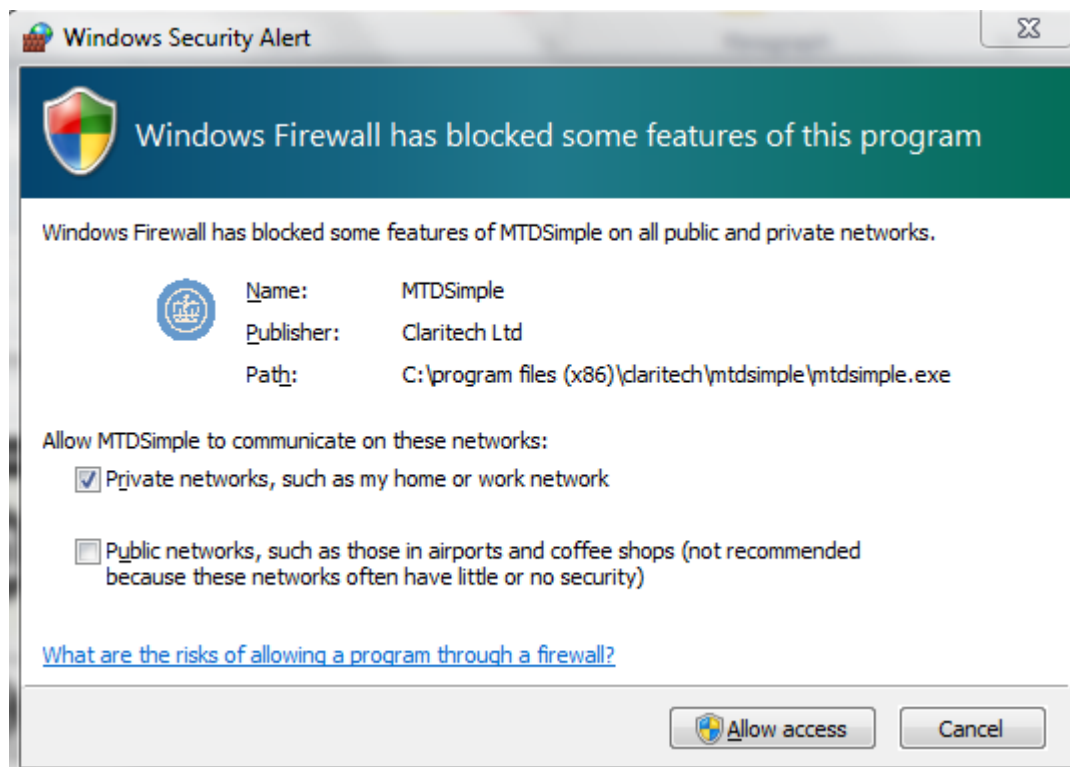 Windows Security Alert
Windows Firewall has blocked some features of this program
Windows Firewall has blocked some features of MTDSimple on all public and private networks.
Name: MTDSimple
Publisher: Claritech Ltd
Path: C:\program files (x86)\claritech\mtdsimple\mtdsimple.exe
Allow MTDSimple to communicate on these networks:
Private networks, such as my home or work network
Public networks, such as those in airports and coffee shops (not recommended
because these networks often have little or no security)
What are the risks of allowing a program through a firewall?
Allow access
Cancel